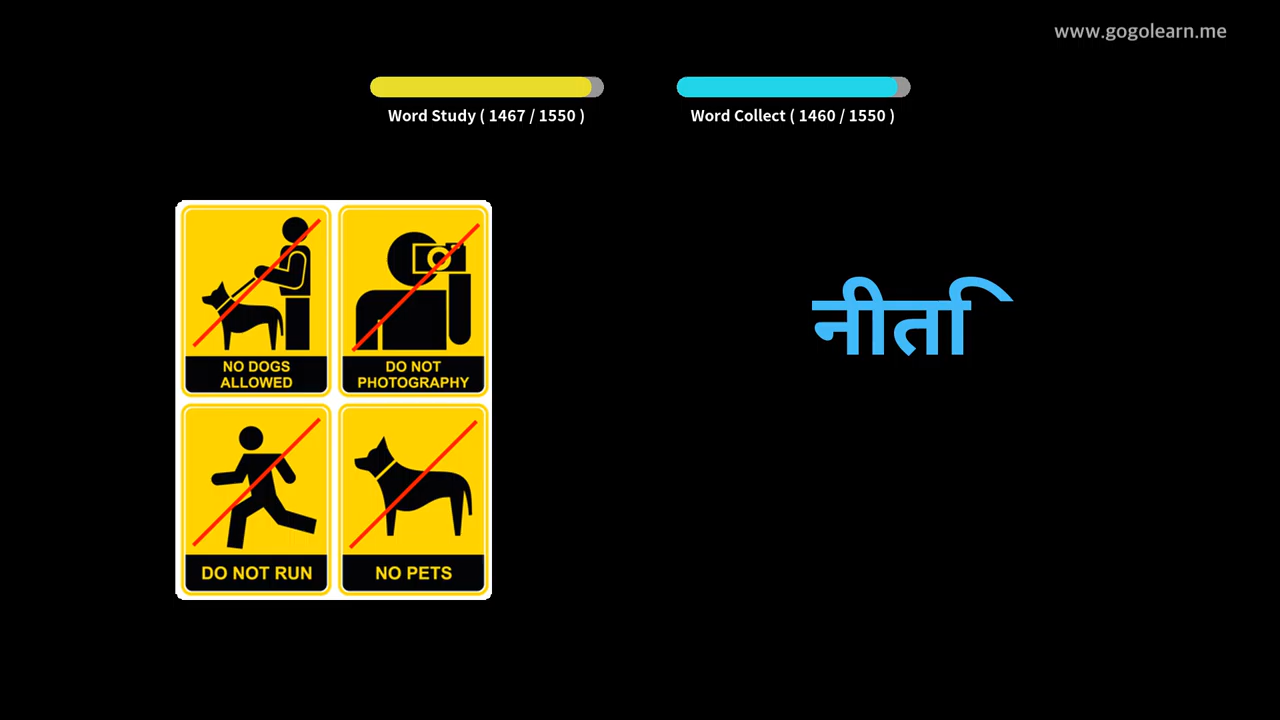 www.gogolearn.me
Word Study ( 1467 / 1550 )
Word Collect ( 1460 / 1550 )
NO DOGS
ALLOWED
DO NOT
PHOTOGRAPHY
नीति
DO NOT RUN
NO PETS